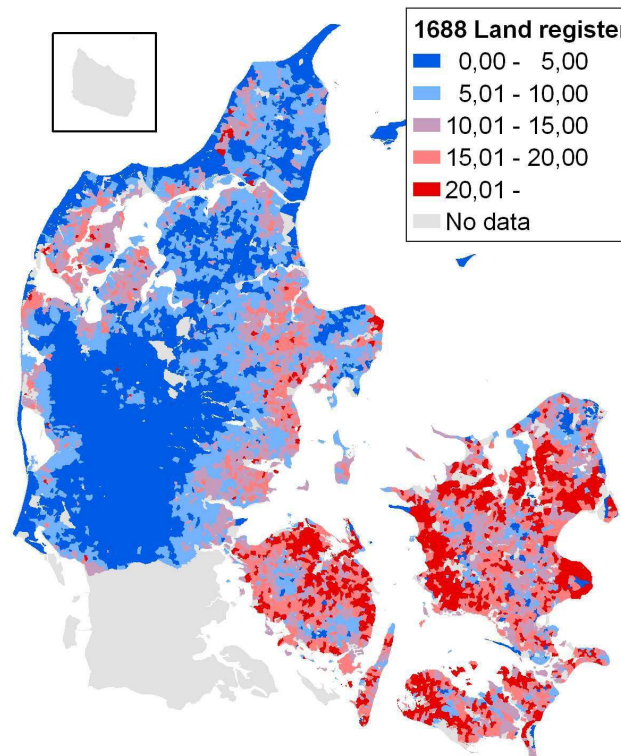 1688 Land register
0,00 - 5,00
5,01 - 10,00
10,01 - 15,00
15,01 - 20,00
20,01 -
No data